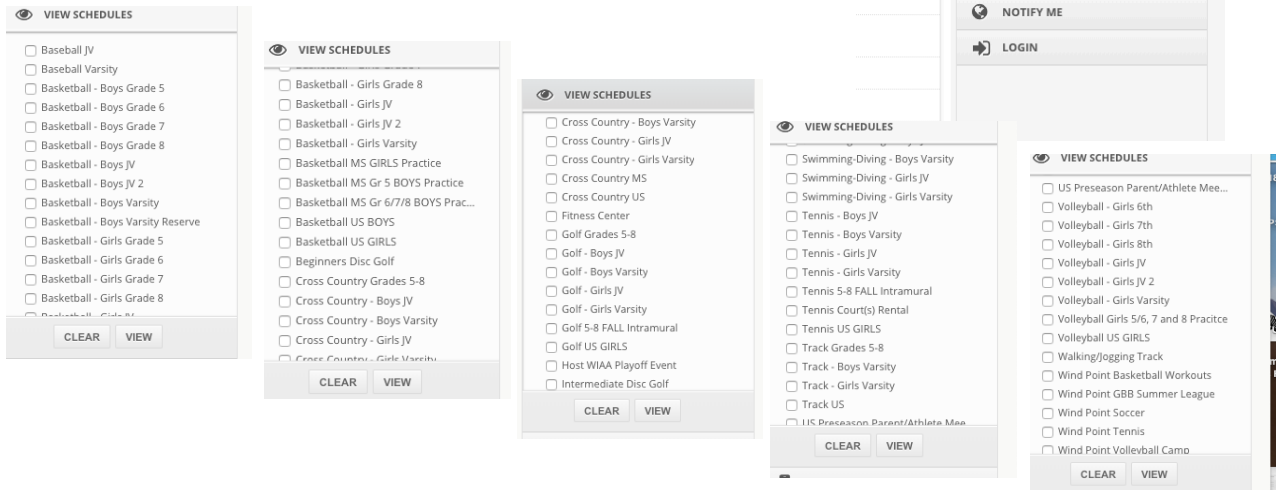 VIEW SCHEDULES
Baseball JV
Baseball Varsity
Basketball - Boys Grade 5
Basketball - Boys Grade 6
Basketball - Boys Grade 7
Basketball - Boys Grade 8
Basketball - Boys JV
Basketball - Boys JV 2
Basketball - Boys Varsity
Basketball - Boys Varsity Reserve
Basketball - Girls Grade 5
Basketball - Girls Grade 6
Basketball - Girls Grade 7
Basketball - Girls Grade 8
Basketball - Girls JV
CLEAR VIEW
VIEW SCHEDULES
Basketball - Girls Grade 8
Basketball - Girls JV
Basketball - Girls JV 2
Basketball - Girls Varsity
Basketball MS GIRLS Practice
Basketball MS Gr 5 BOYS Practice
Basketball MS Gr 6/7/8 BOYS Prac...
Basketball US BOYS
Basketball US GIRLS
Beginners Disc Golf
Cross Country Grades 5-8
Cross Country - Boys JV
Cross Country - Boys Varsity
Cross Country - Girls JV
Cross Country - Girls Varsity
CLEAR VIEW
VIEW SCHEDULES
Cross Country - Boys Varsity
Cross Country - Girls JV
Cross Country - Girls Varsity
Cross Country MS
Cross Country US
Fitness Center
Golf Grades 5-8
Golf - Boys JV
Golf - Boys Varsity
Golf - Girls JV
Golf - Girls Varsity
Golf 5-8 FALL Intramural
Golf US GIRLS
Host WIAA Playoff Event
Intermediate Disc Golf
CLEAR VIEW
NOTIFY ME
LOGIN
VIEW SCHEDULES
Swimming-Diving - Boys Varsity
Swimming-Diving - Girls JV
Swimming-Diving - Girls Varsity
Tennis - Boys JV
Tennis - Boys Varsity
Tennis - Girls JV
Tennis - Girls Varsity
Tennis 5-8 FALL Intramural
Tennis Court(s) Rental
Tennis US GIRLS
Track Grades 5-8
Track - Boys Varsity
Track - Girls Varsity
Track US
US Preseason Parent/Athlete Mee...
CLEAR VIEW
VIEW SCHEDULES
US Preseason Parent/Athlete Mee...
Volleyball - Girls 6th
Volleyball - Girls 7th
Volleyball - Girls 8th
Volleyball - Girls JV
Volleyball - Girls JV 2
Volleyball - Girls Varsity
Volleyball Girls 5/6, 7 and 8 Pracitce
Volleyball US GIRLS
Walking/Jogging Track
Wind Point Basketball Workouts
Wind Point GBB Summer League
Wind Point Soccer
Wind Point Tennis
Wind Point Volleyball Camp
CLEAR VIEW